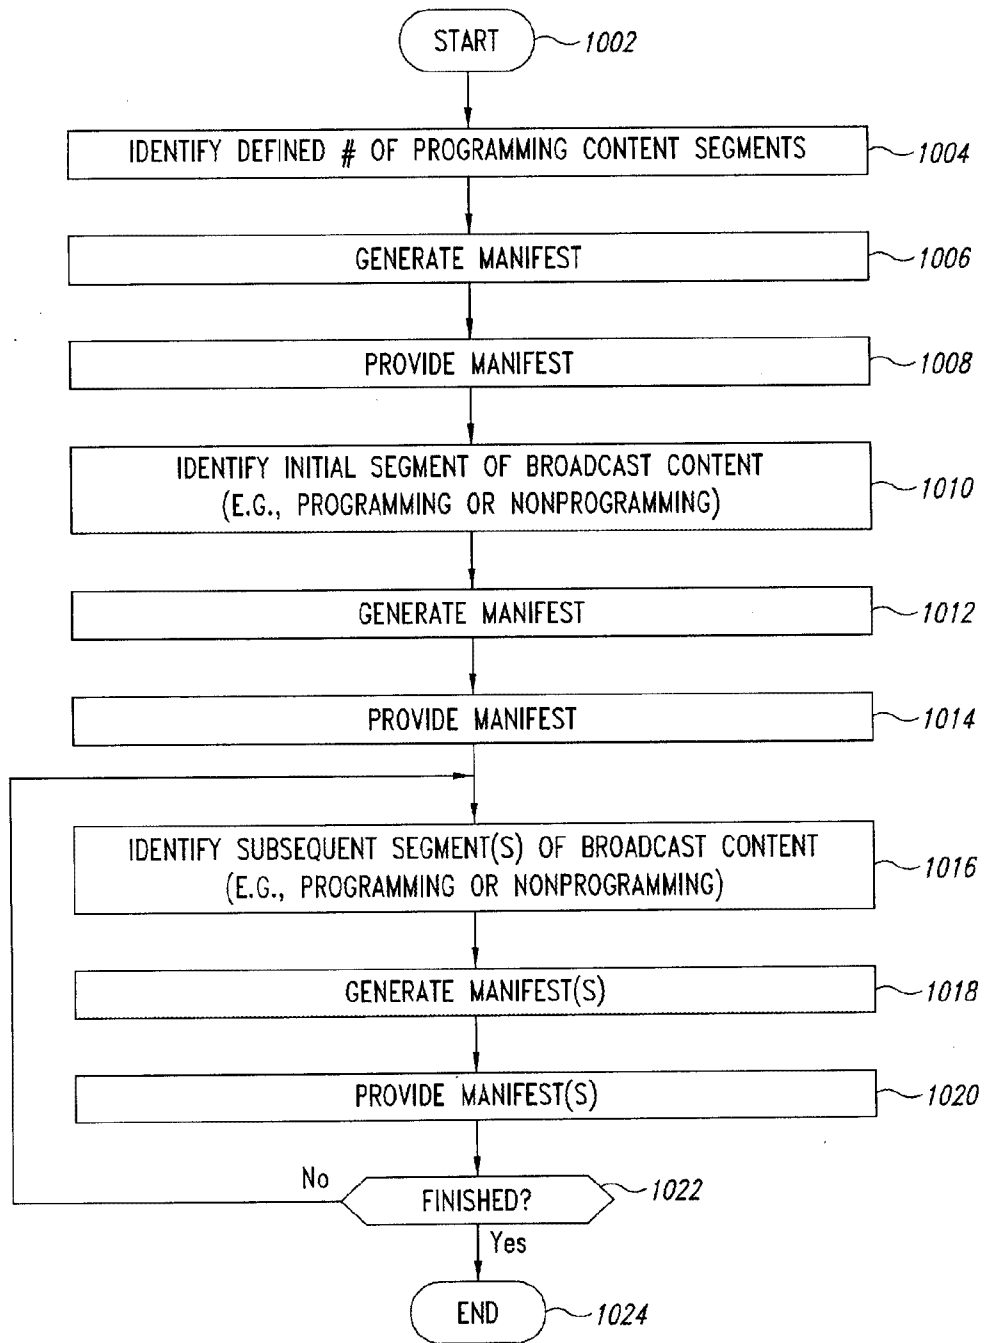 START
1002
IDENTIFY DEFINED # OF PROGRAMMING CONTENT SEGMENTS
1004
GENERATE MANIFEST
1006
PROVIDE MANIFEST
1008
IDENTIFY INITIAL SEGMENT OF BROADCAST CONTENT
(E.G., PROGRAMMING OR NONPROGRAMMING)
1010
GENERATE MANIFEST
1012
PROVIDE MANIFEST
1014
IDENTIFY SUBSEQUENT SEGMENT(S) OF BROADCAST CONTENT
(E.G., PROGRAMMING OR NONPROGRAMMING)
1016
GENERATE MANIFEST(S)
1018
PROVIDE MANIFEST(S)
1020
No
FINISHED?
1022
Yes
END
1024